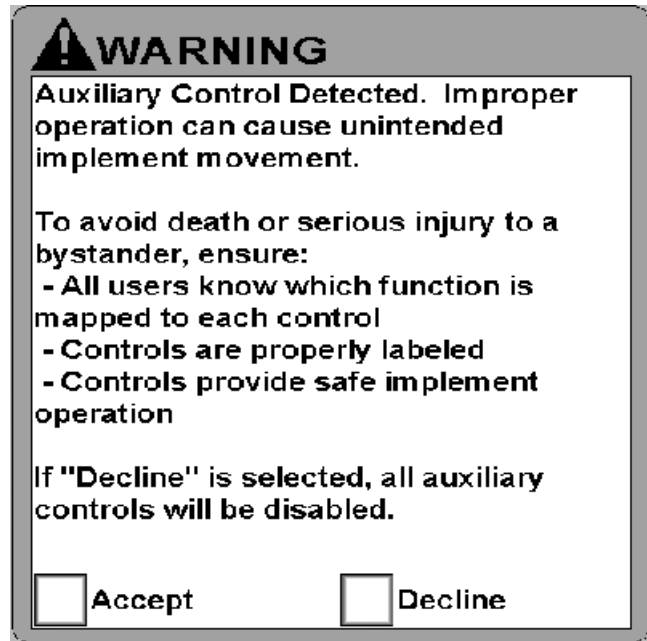 WARNING
Auxiliary Control Detected.  Improper
operation can cause unintended
implement movement.
To avoid death or serious injury to a
bystander, ensure:
- All users know which function is
mapped to each control
- Controls are properly labeled
- Controls provide safe implement
operation
If "Decline" is selected, all auxiliary
controls will be disabled.
Accept Decline